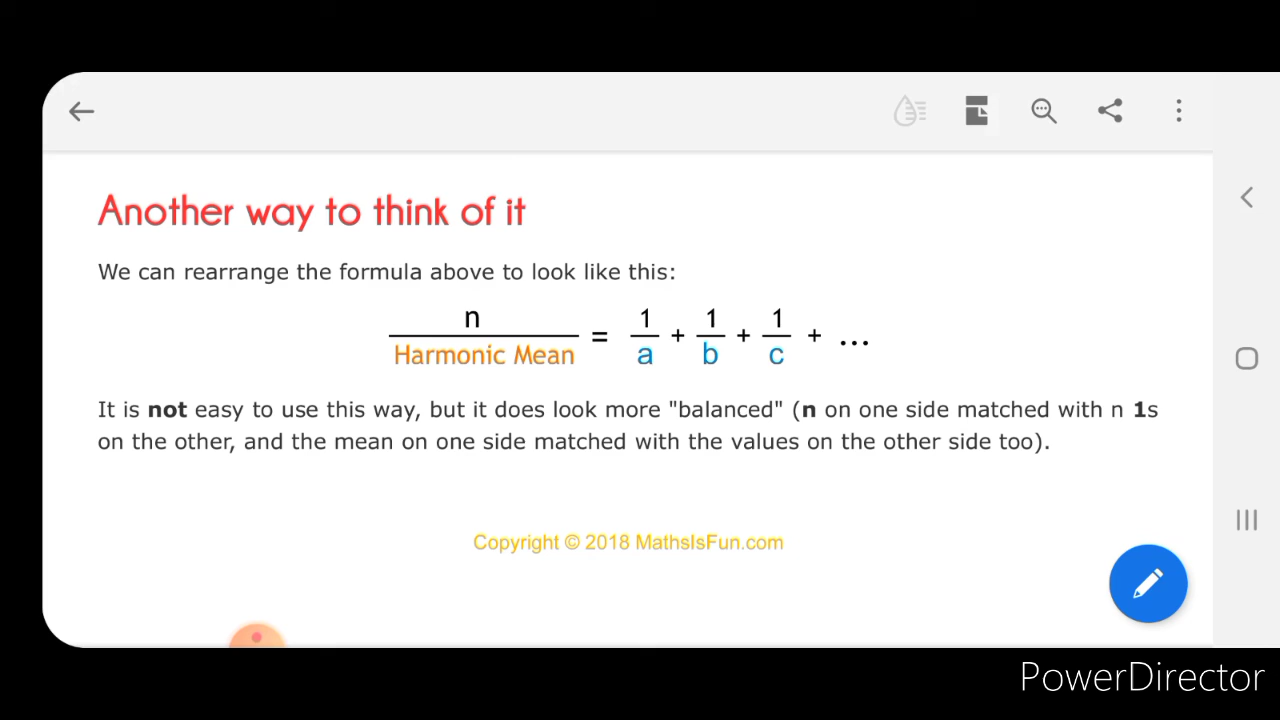 Another way to think of it
We can rearrange the formula above to look like this:
n / Harmonic Mean = 1/a + 1/b + 1/c + ...
It is not easy to use this way, but it does look more "balanced" (n on one side matched with n 1s
on the other, and the mean on one side matched with the values on the other side too).
Copyright © 2018 MathsIsFun.com
PowerDirector